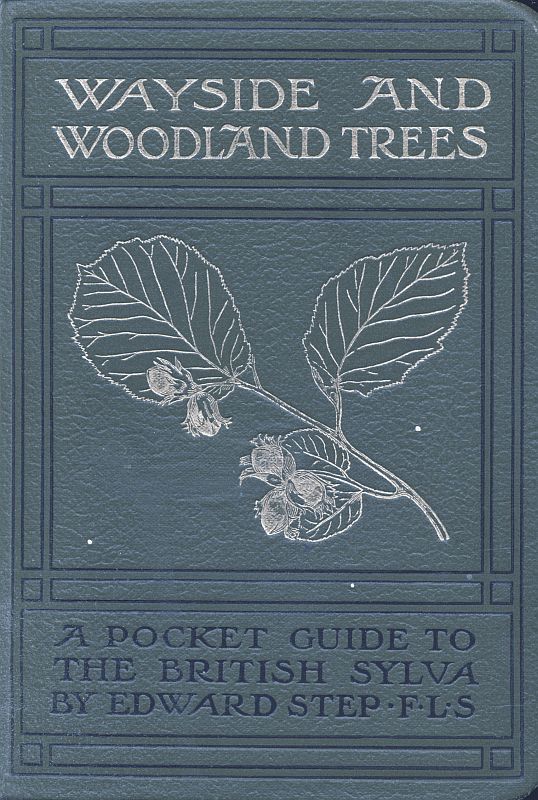 WAYSIDE AND
WOODLAND TREES
A POCKET GUIDE TO
THE BRITISH SYLVA
BY EDWARD STEP·F·L·S